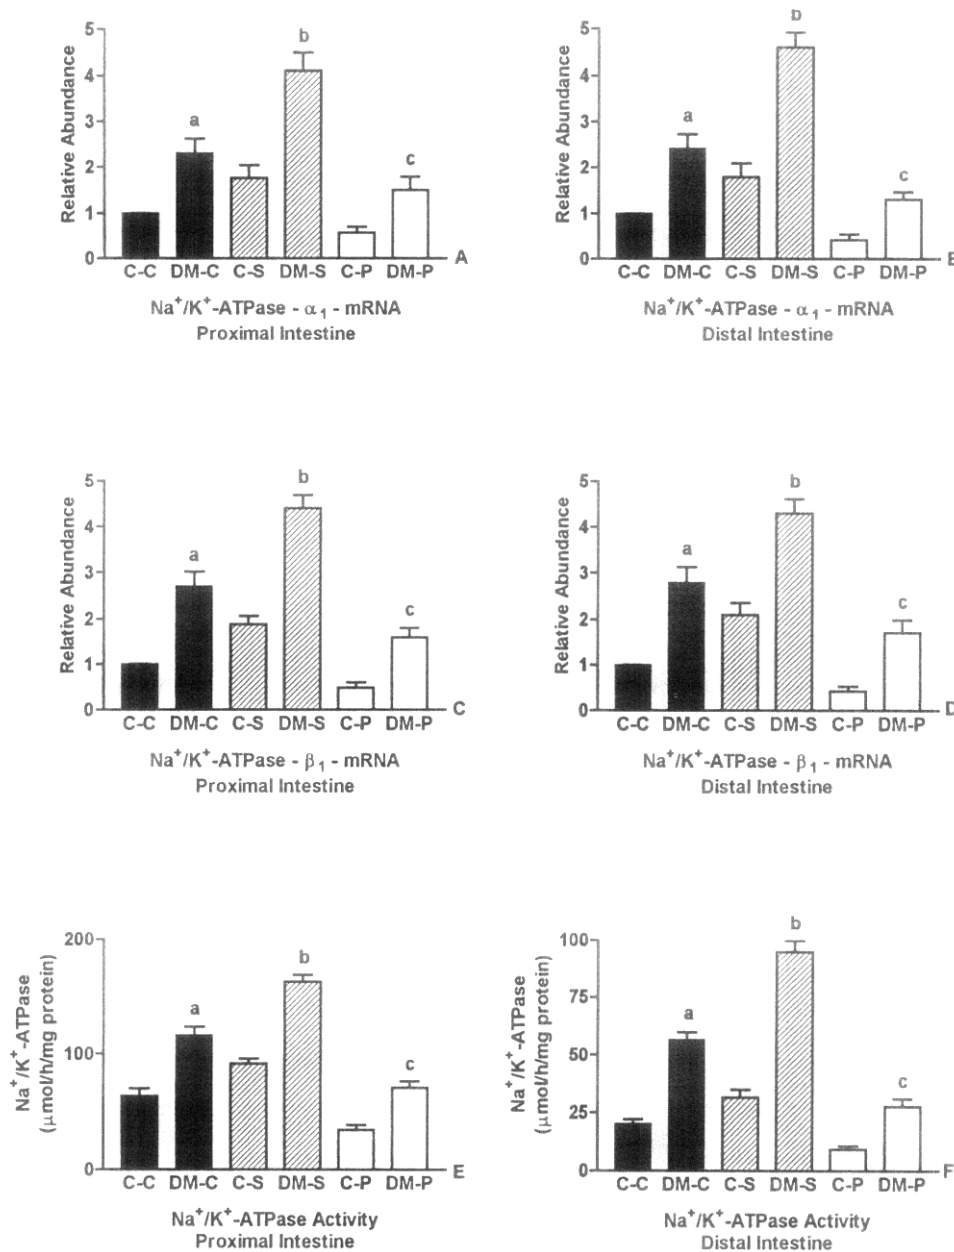 b
5
4
a
3
c
2
1
0
Relative Abundance
C-C DM-C C-S DM-S C-P DM-P
A
Na⁺/K⁺-ATPase - α₁ - mRNA
Proximal Intestine
b
5
4
a
3
c
2
1
0
Relative Abundance
C-C DM-C C-S DM-S C-P DM-P
Na⁺/K⁺-ATPase - α₁ - mRNA
Distal Intestine
b
5
4
a
3
c
2
1
0
Relative Abundance
C-C DM-C C-S DM-S C-P DM-P
C
Na⁺/K⁺-ATPase - β₁ - mRNA
Proximal Intestine
b
5
4
a
3
c
2
1
0
Relative Abundance
C-C DM-C C-S DM-S C-P DM-P
D
Na⁺/K⁺-ATPase - β₁ - mRNA
Distal Intestine
200
b
a
100
c
0
Na⁺/K⁺-ATPase
(μmol/h/mg protein)
C-C DM-C C-S DM-S C-P DM-P
E
Na⁺/K⁺-ATPase Activity
Proximal Intestine
b
100
75
a
50
c
25
0
Na⁺/K⁺-ATPase
(μmol/h/mg protein)
C-C DM-C C-S DM-S C-P DM-P
F
Na⁺/K⁺-ATPase Activity
Distal Intestine